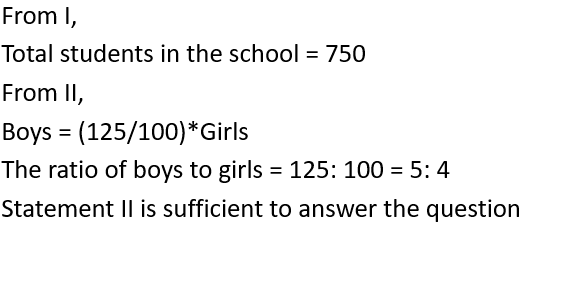 From I,
Total students in the school = 750
From II,
Boys = (125/100)*Girls
The ratio of boys to girls = 125: 100 = 5: 4
Statement II is sufficient to answer the question